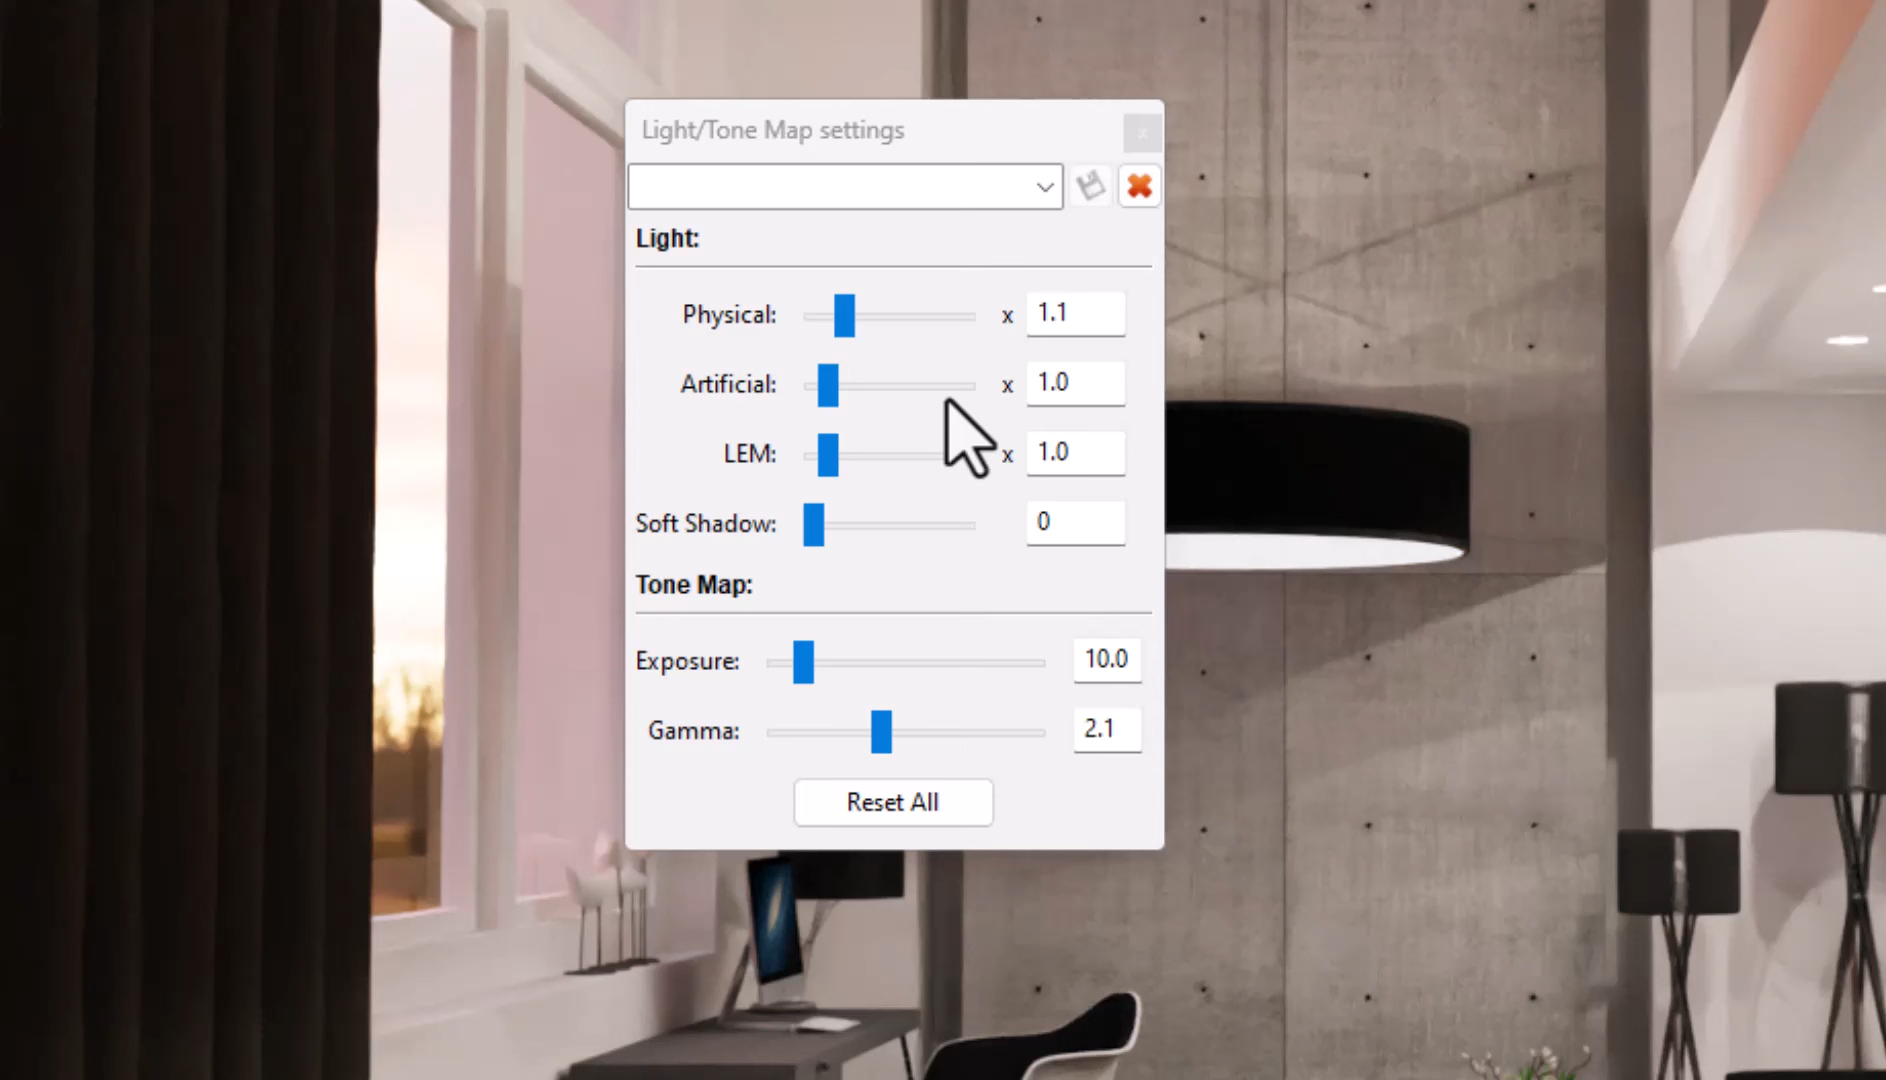 Light/Tone Map settings
x
Light:
Physical: x 1.1
Artificial: x 1.0
LEM: x 1.0
Soft Shadow: 0
Tone Map:
Exposure: 10.0
Gamma: 2.1
Reset All